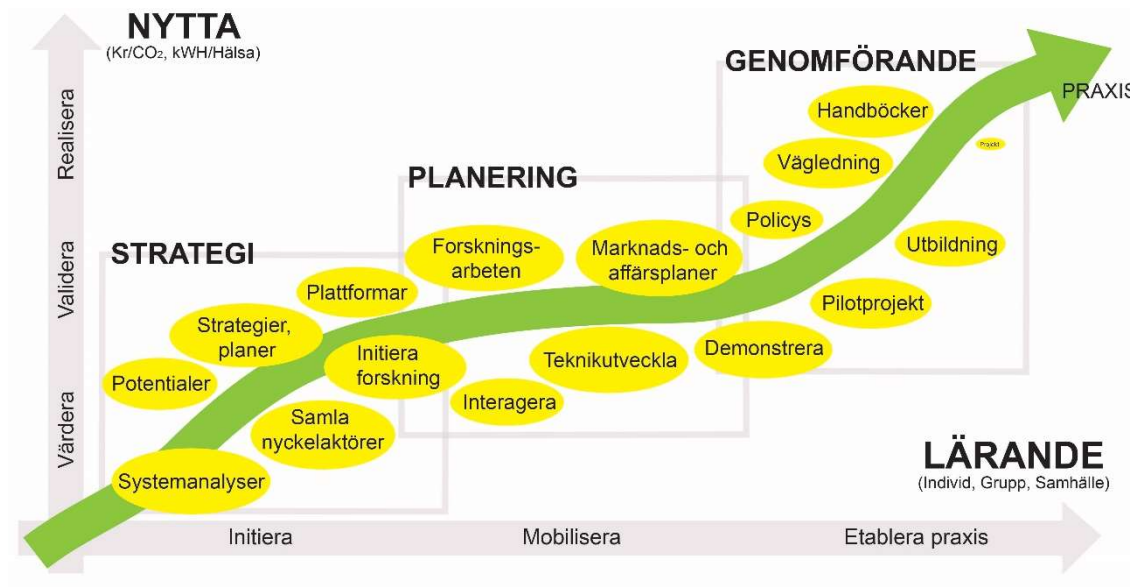 NYTTA
(Kr/CO₂, kWH/Hälsa)
GENOMFÖRANDE
PRAXIS
Handböcker
Projekt
Vägledning
Realisera
PLANERING
Policys
Utbildning
Forsknings-
arbeten
Marknads- och
affärsplaner
STRATEGI
Validera
Plattformar
Pilotprojekt
Strategier,
planer
Initiera
forskning
Teknikutveckla
Demonstrera
Potentialer
Interagera
Samla
nyckelaktörer
Värdera
Systemanalyser
LÄRANDE
(Individ, Grupp, Samhälle)
Initiera
Mobilisera
Etablera praxis